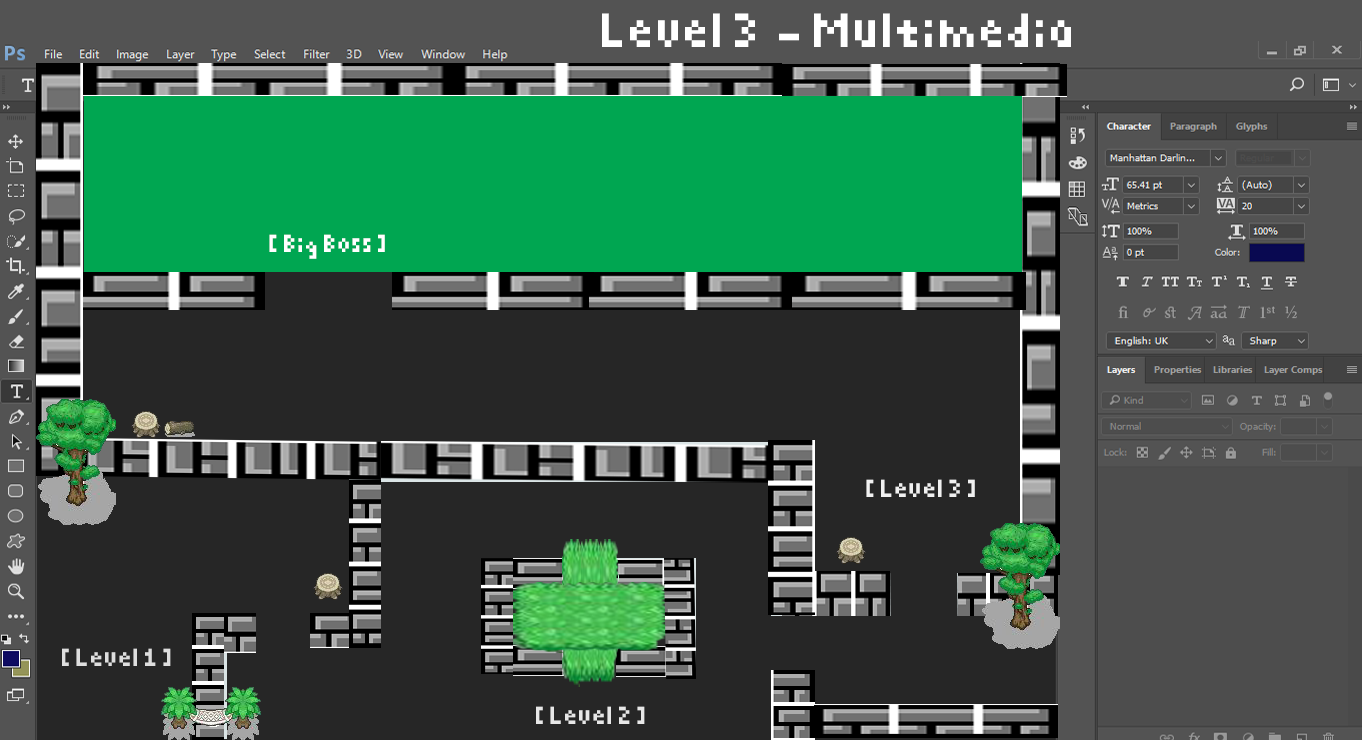 Level 3 - Multimedia
Ps File Edit Image Layer Type Select Filter 3D View Window Help
T
Character Paragraph Glyphs
Manhattan Darlin...
65.41 pt (Auto)
Metrics 20
100% 100%
0 pt Color:
English: UK aa Sharp
Layers Properties Libraries Layer Comps
Kind
Normal Opacity:
Lock: Fill:
[Big Boss]
[Level 3]
[Level 1]
[Level 2]